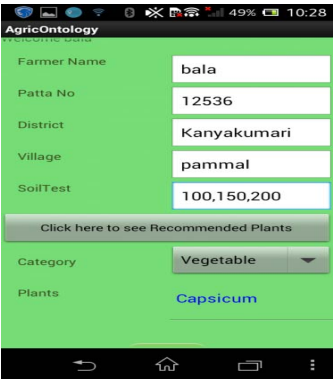 49% 10:28
AgricOntology
Welcome bala
Farmer Name bala
Patta No 12536
District Kanyakumari
Village pammal
SoilTest 100,150,200
Click here to see Recommended Plants
Category Vegetable
Plants Capsicum